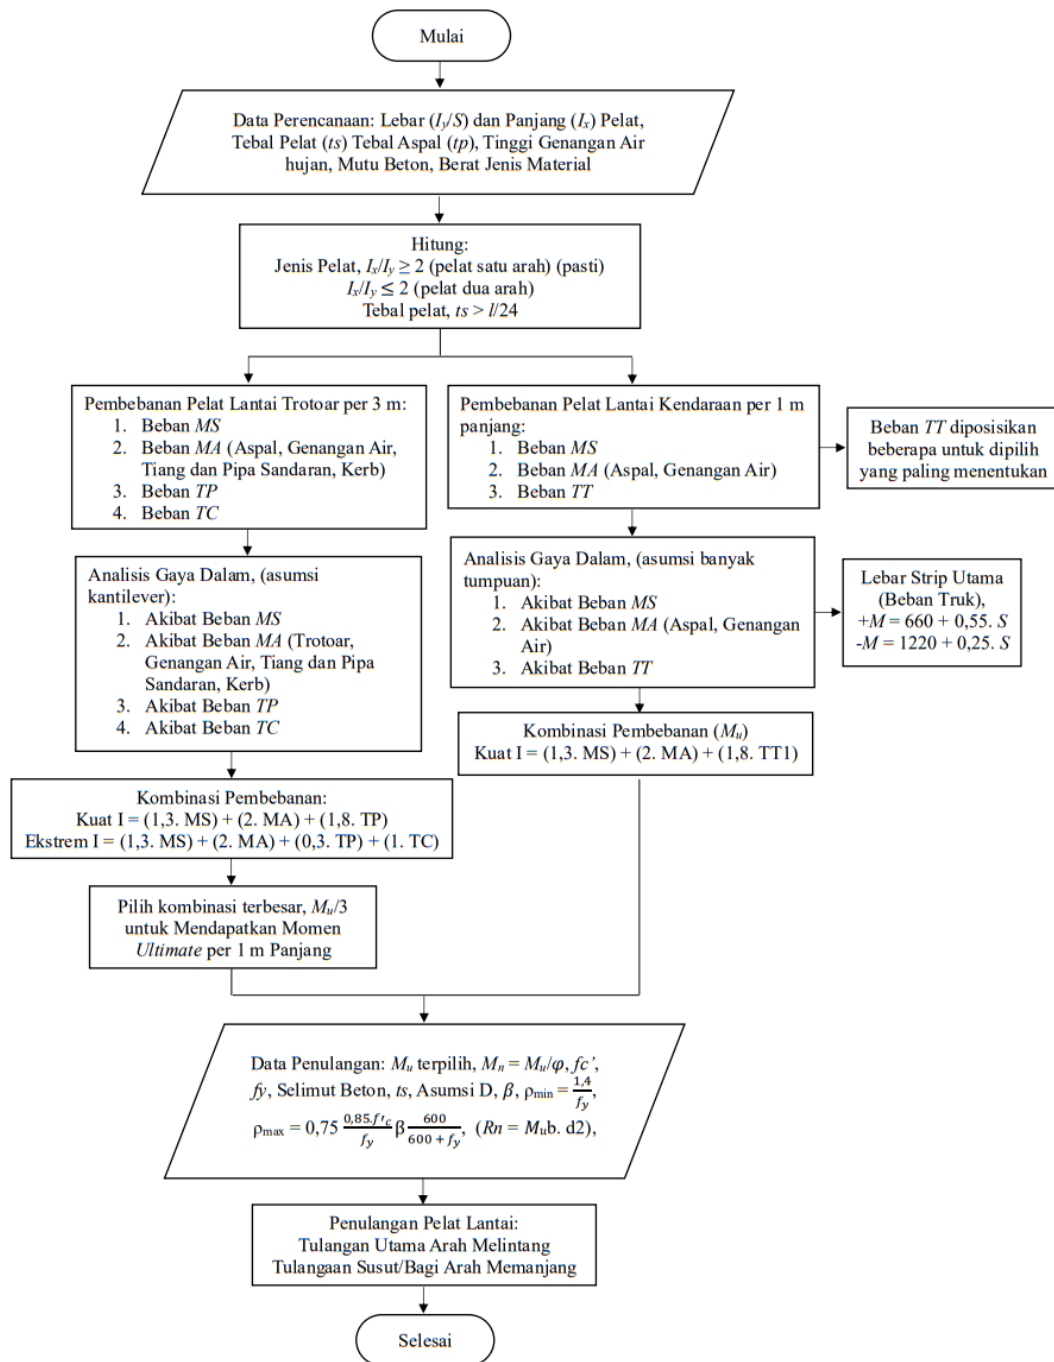 Mulai
Data Perencanaan: Lebar (Iy/S) dan Panjang (Ix) Pelat,
Tebal Pelat (ts) Tebal Aspal (tp), Tinggi Genangan Air
hujan, Mutu Beton, Berat Jenis Material
Hitung:
Jenis Pelat, Ix/Iy ≥ 2 (pelat satu arah) (pasti)
Ix/Iy ≤ 2 (pelat dua arah)
Tebal pelat, ts > l/24
Pembebanan Pelat Lantai Trotoar per 3 m:
1. Beban MS
2. Beban MA (Aspal, Genangan Air,
Tiang dan Pipa Sandaran, Kerb)
3. Beban TP
4. Beban TC
Pembebanan Pelat Lantai Kendaraan per 1 m
panjang:
1. Beban MS
2. Beban MA (Aspal, Genangan Air)
3. Beban TT
Beban TT diposisikan
beberapa untuk dipilih
yang paling menentukan
Analisis Gaya Dalam, (asumsi
kantilever):
1. Akibat Beban MS
2. Akibat Beban MA (Trotoar,
Genangan Air, Tiang dan Pipa
Sandaran, Kerb)
3. Akibat Beban TP
4. Akibat Beban TC
Analisis Gaya Dalam, (asumsi banyak
tumpuan):
1. Akibat Beban MS
2. Akibat Beban MA (Aspal, Genangan
Air)
3. Akibat Beban TT
Lebar Strip Utama
(Beban Truk),
+M = 660 + 0,55. S
-M = 1220 + 0,25. S
Kombinasi Pembebanan (Mu)
Kuat I = (1,3. MS) + (2. MA) + (1,8. TT1)
Kombinasi Pembebanan:
Kuat I = (1,3. MS) + (2. MA) + (1,8. TP)
Ekstrem I = (1,3. MS) + (2. MA) + (0,3. TP) + (1. TC)
Pilih kombinasi terbesar, Mu/3
untuk Mendapatkan Momen
Ultimate per 1 m Panjang
Data Penulangan: Mu terpilih, Mn = Mu/φ, fc',
fy, Selimut Beton, ts, Asumsi D, β, ρmin = 1,4/fy,
ρmax = 0,75 0,85.f'c/fy β 600/600 + fy, (Rn = Mub. d2),
Penulangan Pelat Lantai:
Tulangan Utama Arah Melintang
Tulangaan Susut/Bagi Arah Memanjang
Selesai